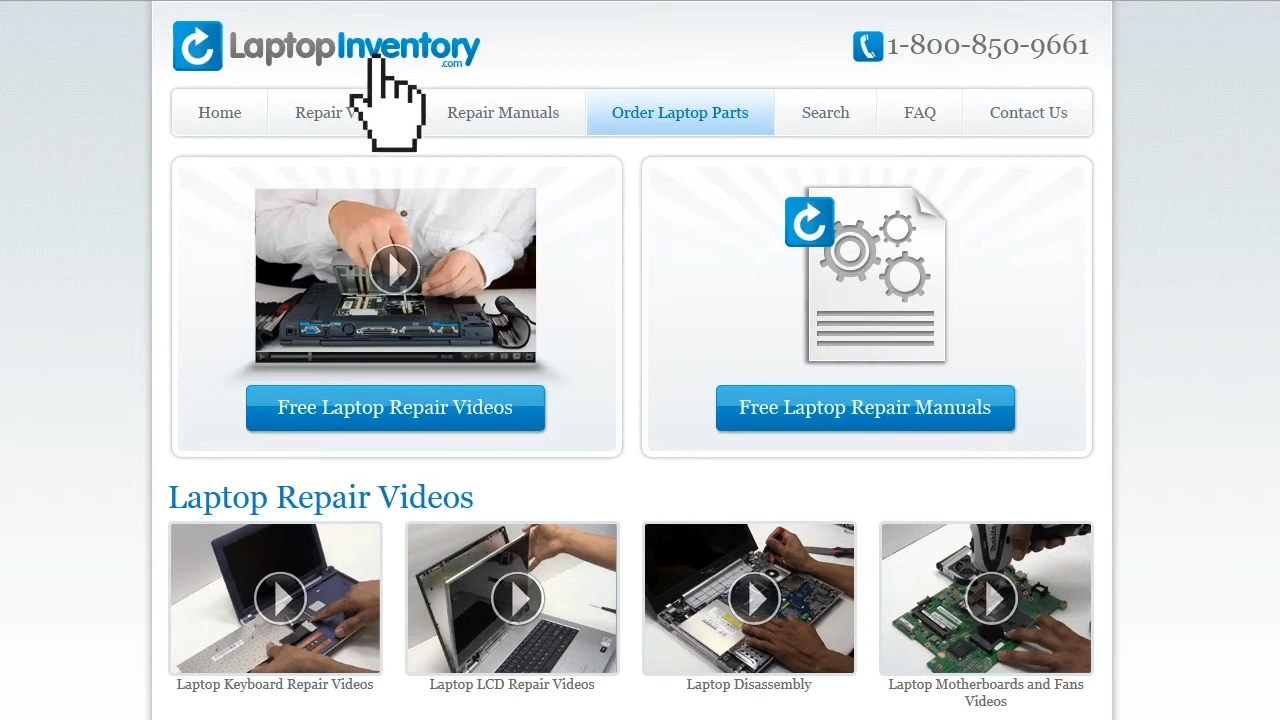 LaptopInventory
.com
1-800-850-9661
Home
Repair V
Repair Manuals
Order Laptop Parts
Search
FAQ
Contact Us
Free Laptop Repair Videos
Free Laptop Repair Manuals
Laptop Repair Videos
Laptop Keyboard Repair Videos
Laptop LCD Repair Videos
Laptop Disassembly
Laptop Motherboards and Fans
Videos